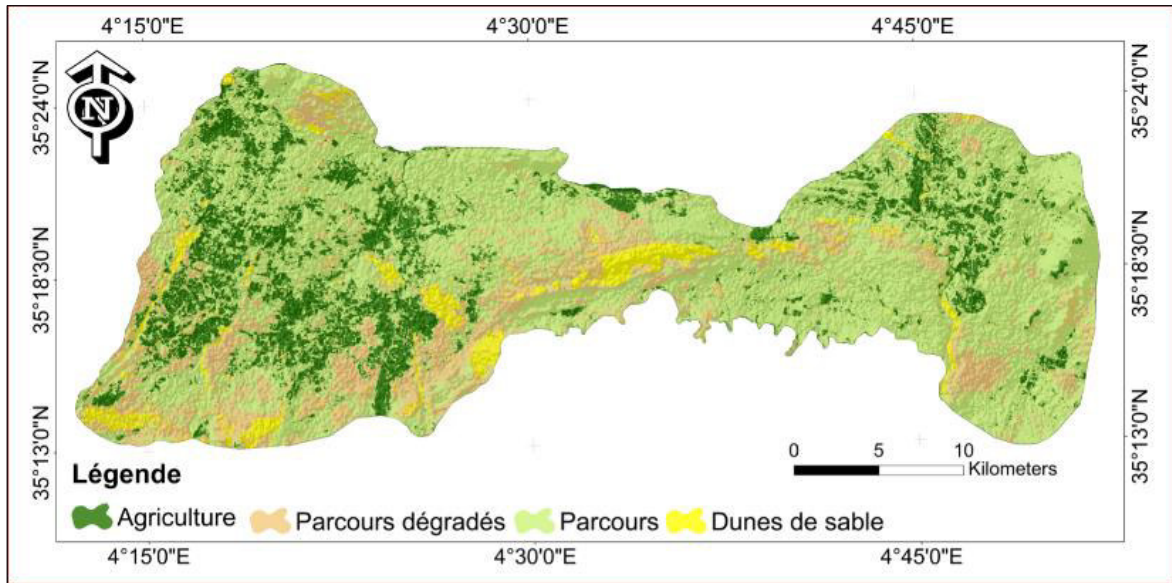 4°15'0"E 4°30'0"E 4°45'0"E
N
35°24'0"N 35°24'0"N
35°18'30"N 35°18'30"N
35°13'0"N 35°13'0"N
0 5 10
Kilometers
Légende
Agriculture Parcours dégradés Parcours Dunes de sable
4°15'0"E 4°30'0"E 4°45'0"E